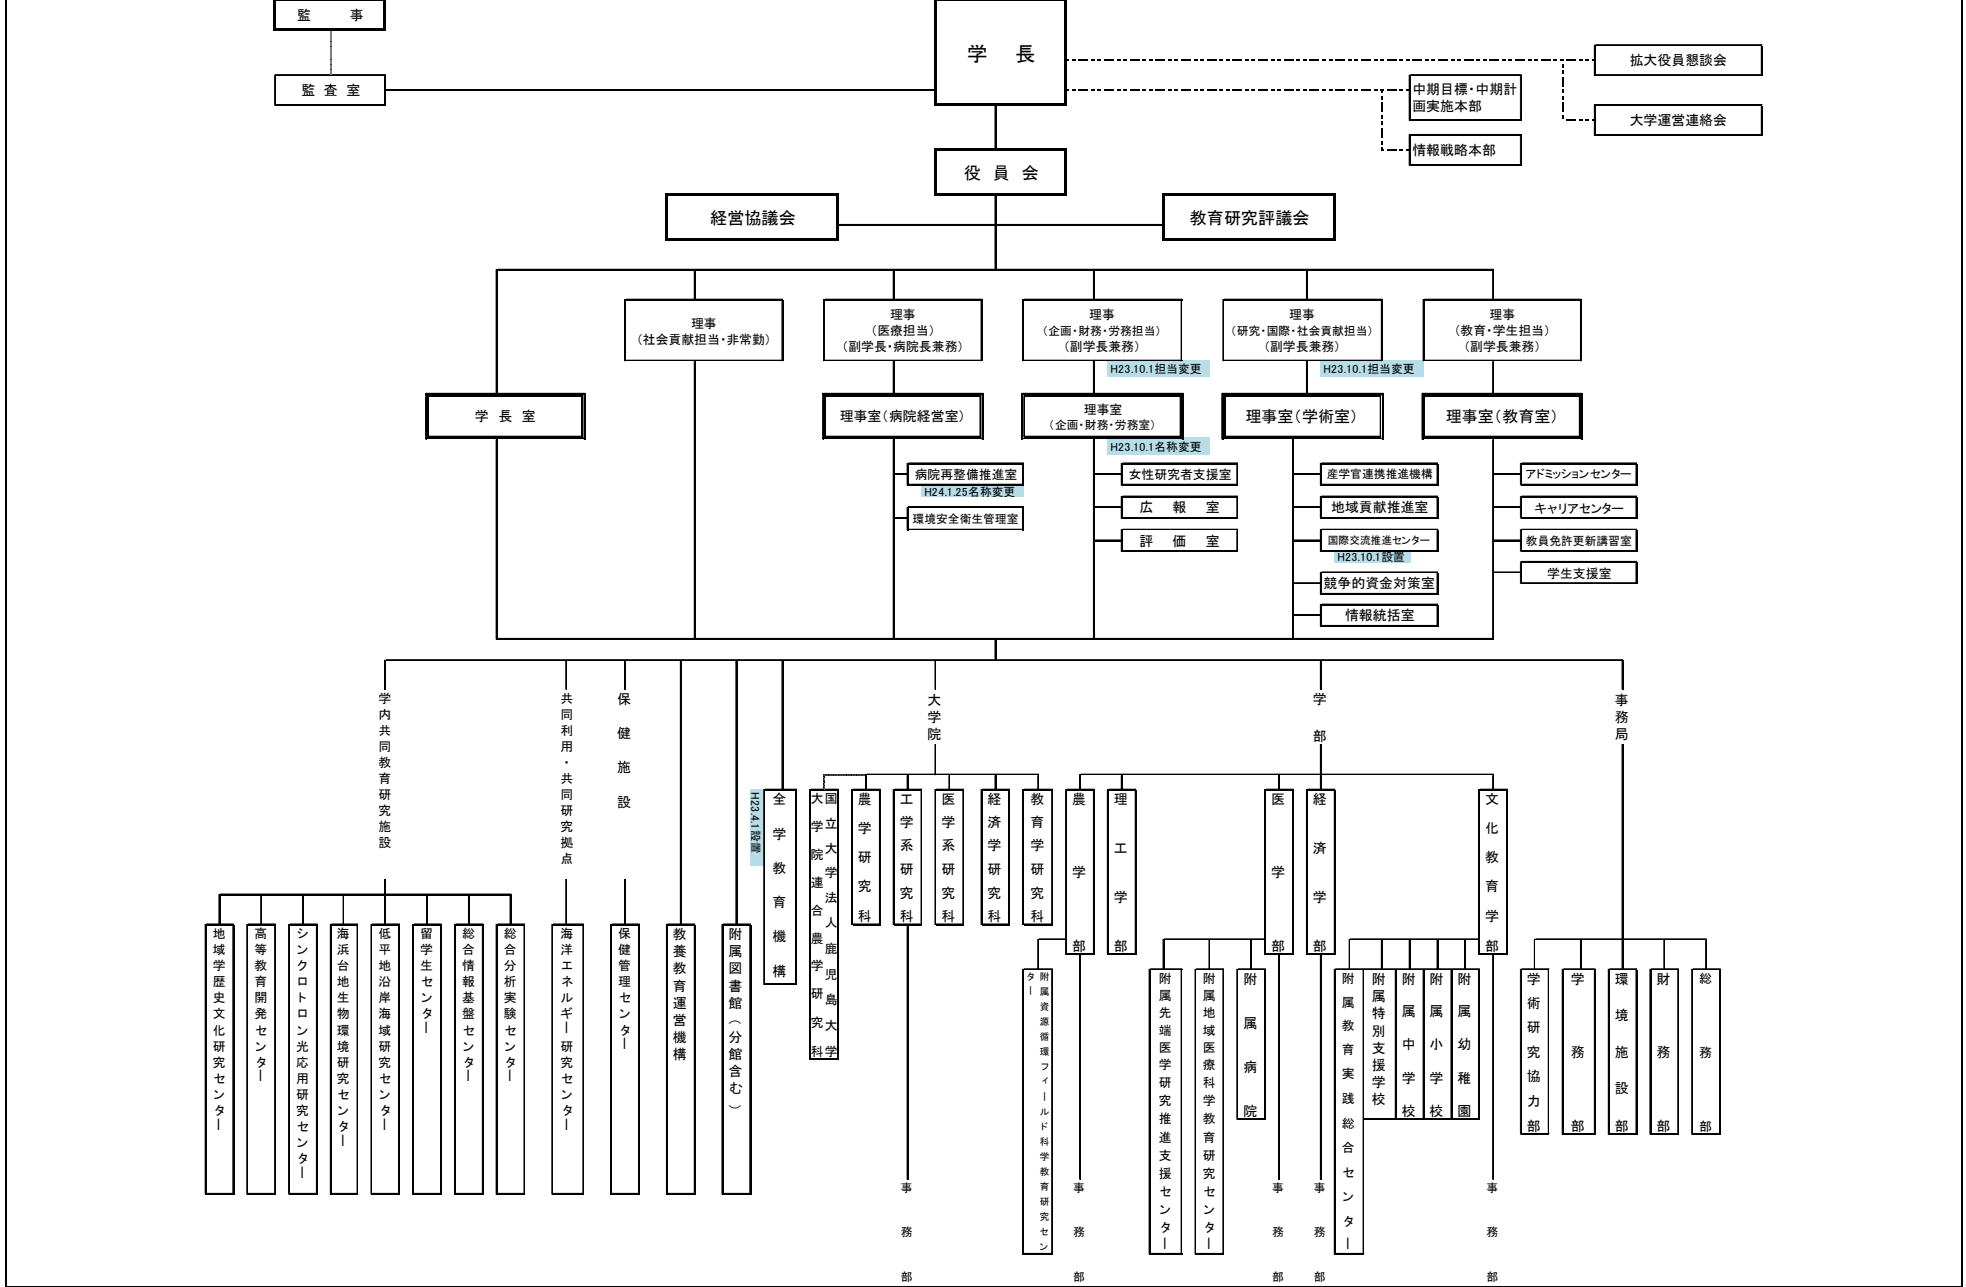 監　事
学　長
拡大役員懇談会
監 査 室
中期目標・中期計
画実施本部
大学運営連絡会
情報戦略本部
役 員 会
経営協議会
教育研究評議会
理事
（社会貢献担当・非常勤）
理事
（医療担当）
（副学長・病院長兼務）
理事
（企画・財務・労務担当）
（副学長兼務）
H23.10.1担当変更
理事
（研究・国際・社会貢献担当）
（副学長兼務）
H23.10.1担当変更
理事
（教育・学生担当）
（副学長兼務）
学 長 室
理事室（病院経営室）
理事室
（企画・財務・労務室）
H23.10.1名称変更
理事室（学術室）
理事室（教育室）
病院再整備推進室
H24.1.25名称変更
環境安全衛生管理室
女性研究者支援室
広　報　室
評　価　室
産学官連携推進機構
地域貢献推進室
国際交流推進センター
H23.10.1設置
競争的資金対策室
情報統括室
アドミッションセンター
キャリアセンター
教員免許更新講習室
学生支援室
学内共同教育研究施設
共同利用・共同研究拠点
保健施設
大学院
学部
事務局
H23.4.1設置
全学教育機構
国立大学法人鹿児島大学
大学院連合農学研究科
農学研究科
工学系研究科
医学系研究科
経済学研究科
教育学研究科
農学部
理工学部
医学部
経済学部
文化教育学部
地域学歴史文化研究センター
高等教育開発センター
シンクロトロン光応用研究センター
海浜台地生物環境研究センター
低平地沿岸海域研究センター
留学生センター
総合情報基盤センター
総合分析実験センター
海洋エネルギー研究センター
保健管理センター
教養教育運営機構
附属図書館（分館含む）
附属資源循環フィールド科学教育研究セン
ター
附属先端医学研究推進支援センター
附属地域医療科学教育研究センター
附属病院
附属教育実践総合センター
附属特別支援学校
附属中学校
附属小学校
附属幼稚園
学術研究協力部
学務部
環境施設部
財務部
総務部
事務部
事務部
事務部
事務部
事務部